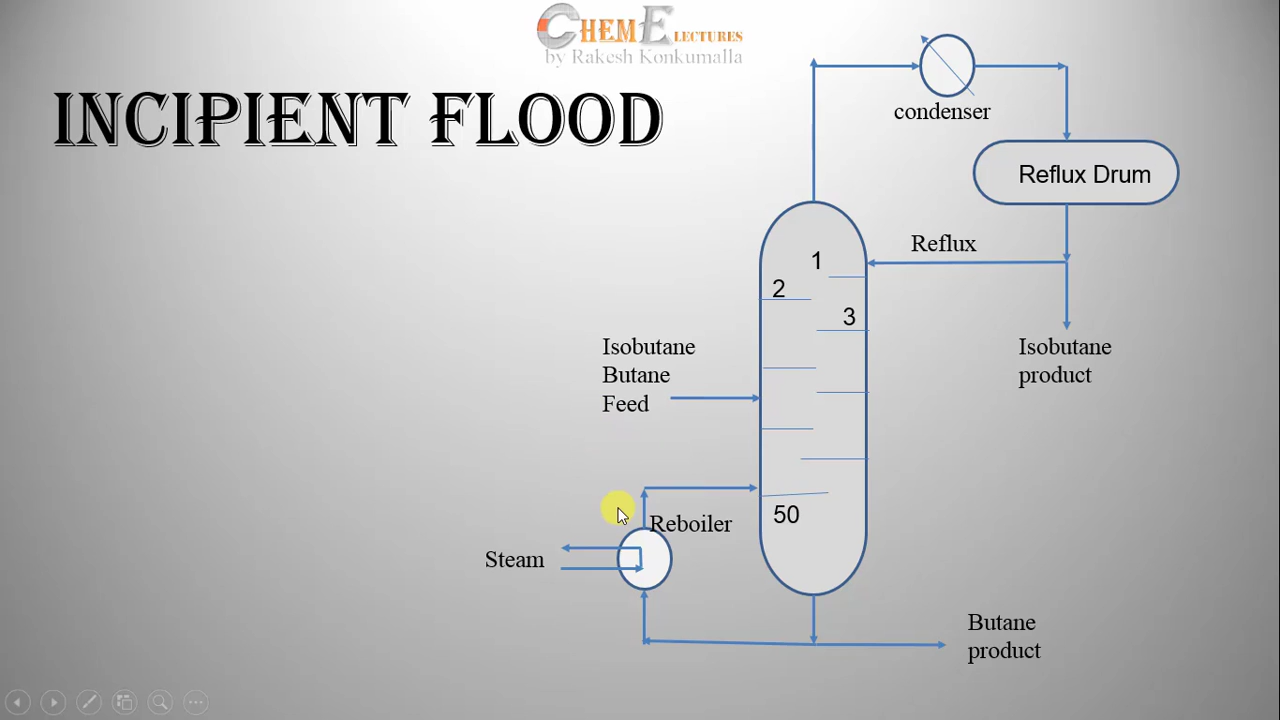 CHEM E LECTURES
by Rakesh Konkumalla
INCIPIENT FLOOD
condenser
Reflux Drum
Reflux
1
2
3
Isobutane
Butane
Feed
Isobutane
product
50
Reboiler
Steam
Butane
product